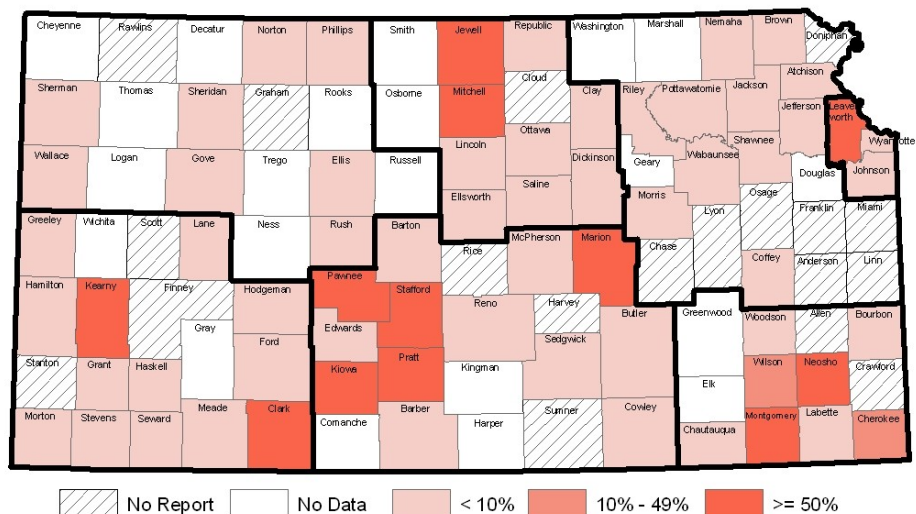 Cheyenne Rawlins Decatur Norton Phillips Smith Jewell Republic Washington Marshall Nemaha Brown Doniphan
Sherman Thomas Sheridan Graham Rooks Osborne Mitchell Cloud Clay Riley Pottawatomie Jackson Atchison Jefferson
Leave
worth
Wallace Logan Gove Trego Ellis Russell Lincoln Ottawa Dickinson Geary Wabaunsee Shawnee Douglas Johnson
Ellsworth Saline Morris Osage
Greeley Wichita Scott Lane Ness Rush Barton Rice McPherson Marion Chase Lyon Coffey Franklin Miami
Anderson Linn
Hamilton Kearny Finney Hodgeman Pawnee Stafford Reno Harvey Butler Greenwood Woodson Allen Bourbon
Gray Ford Edwards Sedgwick
Stanton Grant Haskell Kiowa Pratt Kingman Elk Wilson Neosho Crawford
Morton Stevens Seward Meade Clark Comanche Barber Harper Sumner Cowley Chautauqua Montgomery Labette Cherokee
No Report No Data < 10% 10% - 49% >= 50%